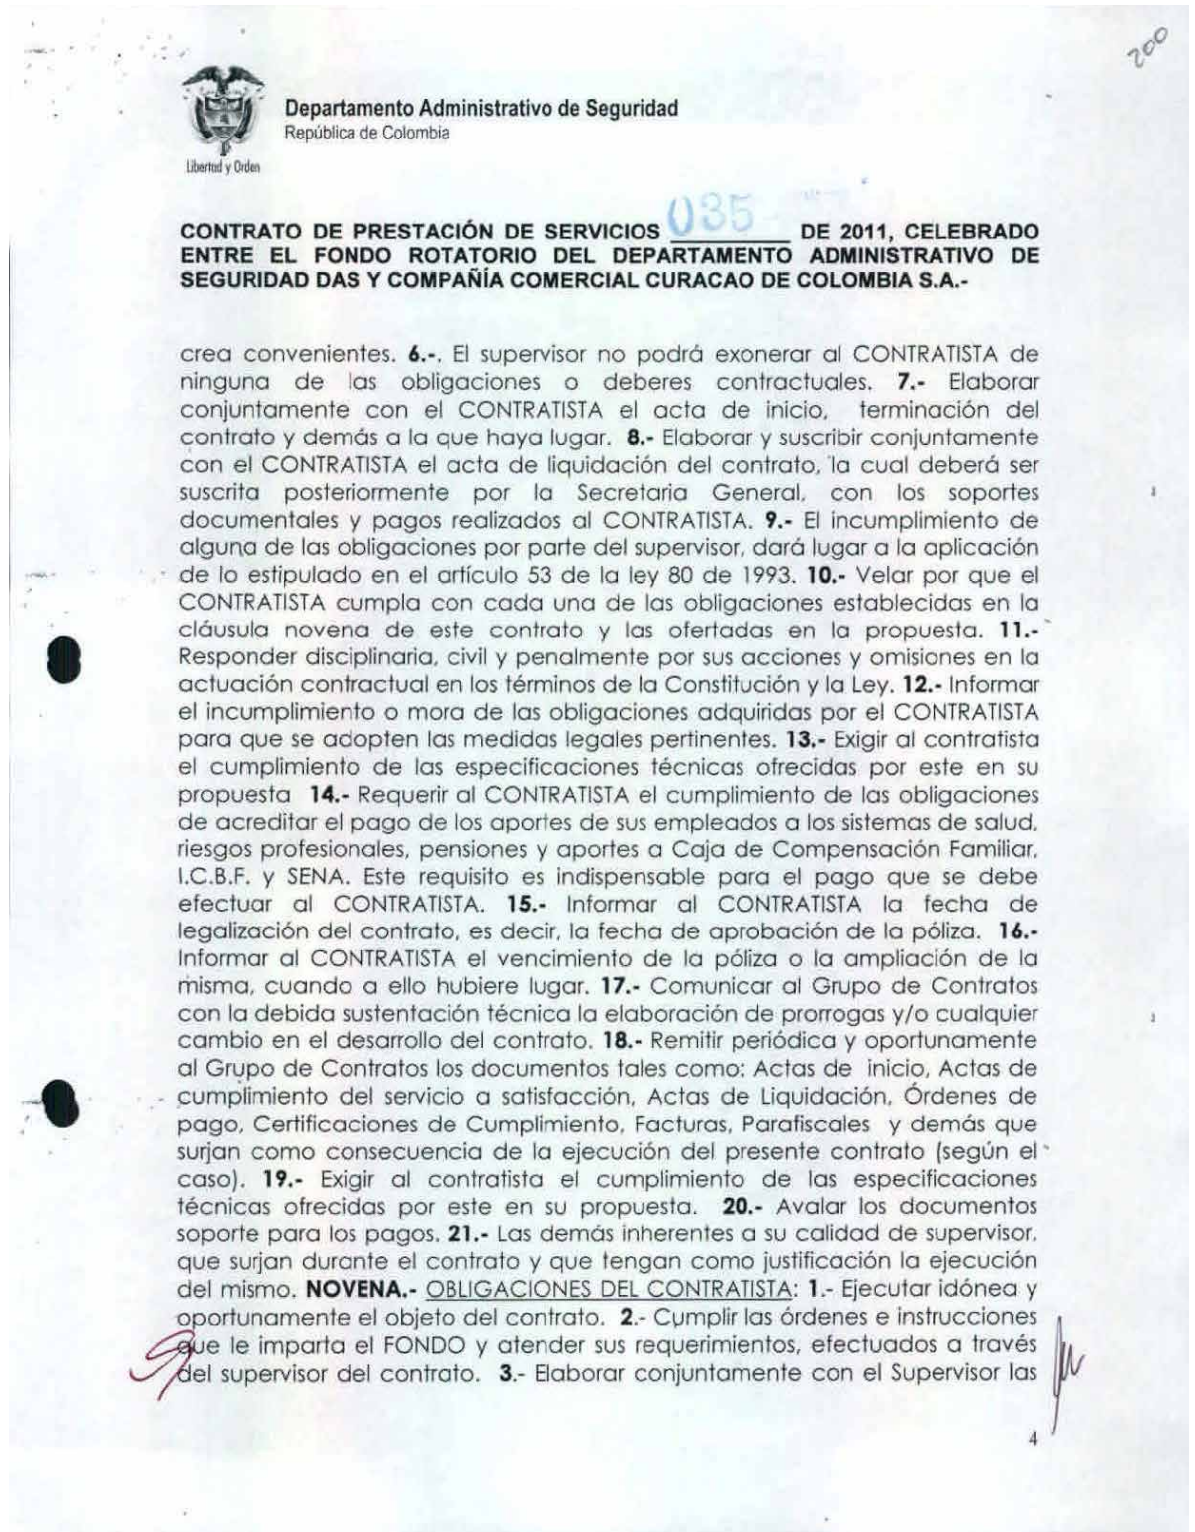 200
Departamento Administrativo de Seguridad
República de Colombia
Libertad y Orden
CONTRATO DE PRESTACIÓN DE SERVICIOS 035 DE 2011, CELEBRADO
ENTRE EL FONDO ROTATORIO DEL DEPARTAMENTO ADMINISTRATIVO DE
SEGURIDAD DAS Y COMPAÑÍA COMERCIAL CURACAO DE COLOMBIA S.A.-
crea convenientes. 6.-. El supervisor no podrá exonerar al CONTRATISTA de
ninguna de las obligaciones o deberes contractuales. 7.- Elaborar
conjuntamente con el CONTRATISTA el acta de inicio, terminación del
contrato y demás a la que haya lugar. 8.- Elaborar y suscribir conjuntamente
con el CONTRATISTA el acta de liquidación del contrato, la cual deberá ser
suscrita posteriormente por la Secretaria General, con los soportes
documentales y pagos realizados al CONTRATISTA. 9.- El incumplimiento de
alguna de las obligaciones por parte del supervisor, dará lugar a la aplicación
de lo estipulado en el artículo 53 de la ley 80 de 1993. 10.- Velar por que el
CONTRATISTA cumpla con cada una de las obligaciones establecidas en la
cláusula novena de este contrato y las ofertadas en la propuesta. 11.-
Responder disciplinaria, civil y penalmente por sus acciones y omisiones en la
actuación contractual en los términos de la Constitución y la Ley. 12.- Informar
el incumplimiento o mora de las obligaciones adquiridas por el CONTRATISTA
para que se adopten las medidas legales pertinentes. 13.- Exigir al contratista
el cumplimiento de las especificaciones técnicas ofrecidas por este en su
propuesta 14.- Requerir al CONTRATISTA el cumplimiento de las obligaciones
de acreditar el pago de los aportes de sus empleados a los sistemas de salud,
riesgos profesionales, pensiones y aportes a Caja de Compensación Familiar,
I.C.B.F. y SENA. Este requisito es indispensable para el pago que se debe
efectuar al CONTRATISTA. 15.- Informar al CONTRATISTA la fecha de
legalización del contrato, es decir, la fecha de aprobación de la póliza. 16.-
Informar al CONTRATISTA el vencimiento de la póliza o la ampliación de la
misma, cuando a ello hubiere lugar. 17.- Comunicar al Grupo de Contratos
con la debida sustentación técnica la elaboración de prorrogas y/o cualquier
cambio en el desarrollo del contrato. 18.- Remitir periódica y oportunamente
al Grupo de Contratos los documentos tales como: Actas de inicio, Actas de
cumplimiento del servicio a satisfacción, Actas de Liquidación, Órdenes de
pago, Certificaciones de Cumplimiento, Facturas, Parafiscales y demás que
surjan como consecuencia de la ejecución del presente contrato (según el
caso). 19.- Exigir al contratista el cumplimiento de las especificaciones
técnicas ofrecidas por este en su propuesta. 20.- Avalar los documentos
soporte para los pagos. 21.- Las demás inherentes a su calidad de supervisor,
que surjan durante el contrato y que tengan como justificación la ejecución
del mismo. NOVENA.- OBLIGACIONES DEL CONTRATISTA: 1.- Ejecutar idónea y
oportunamente el objeto del contrato. 2.- Cumplir las órdenes e instrucciones
que le imparta el FONDO y atender sus requerimientos, efectuados a través
del supervisor del contrato. 3.- Elaborar conjuntamente con el Supervisor las
4